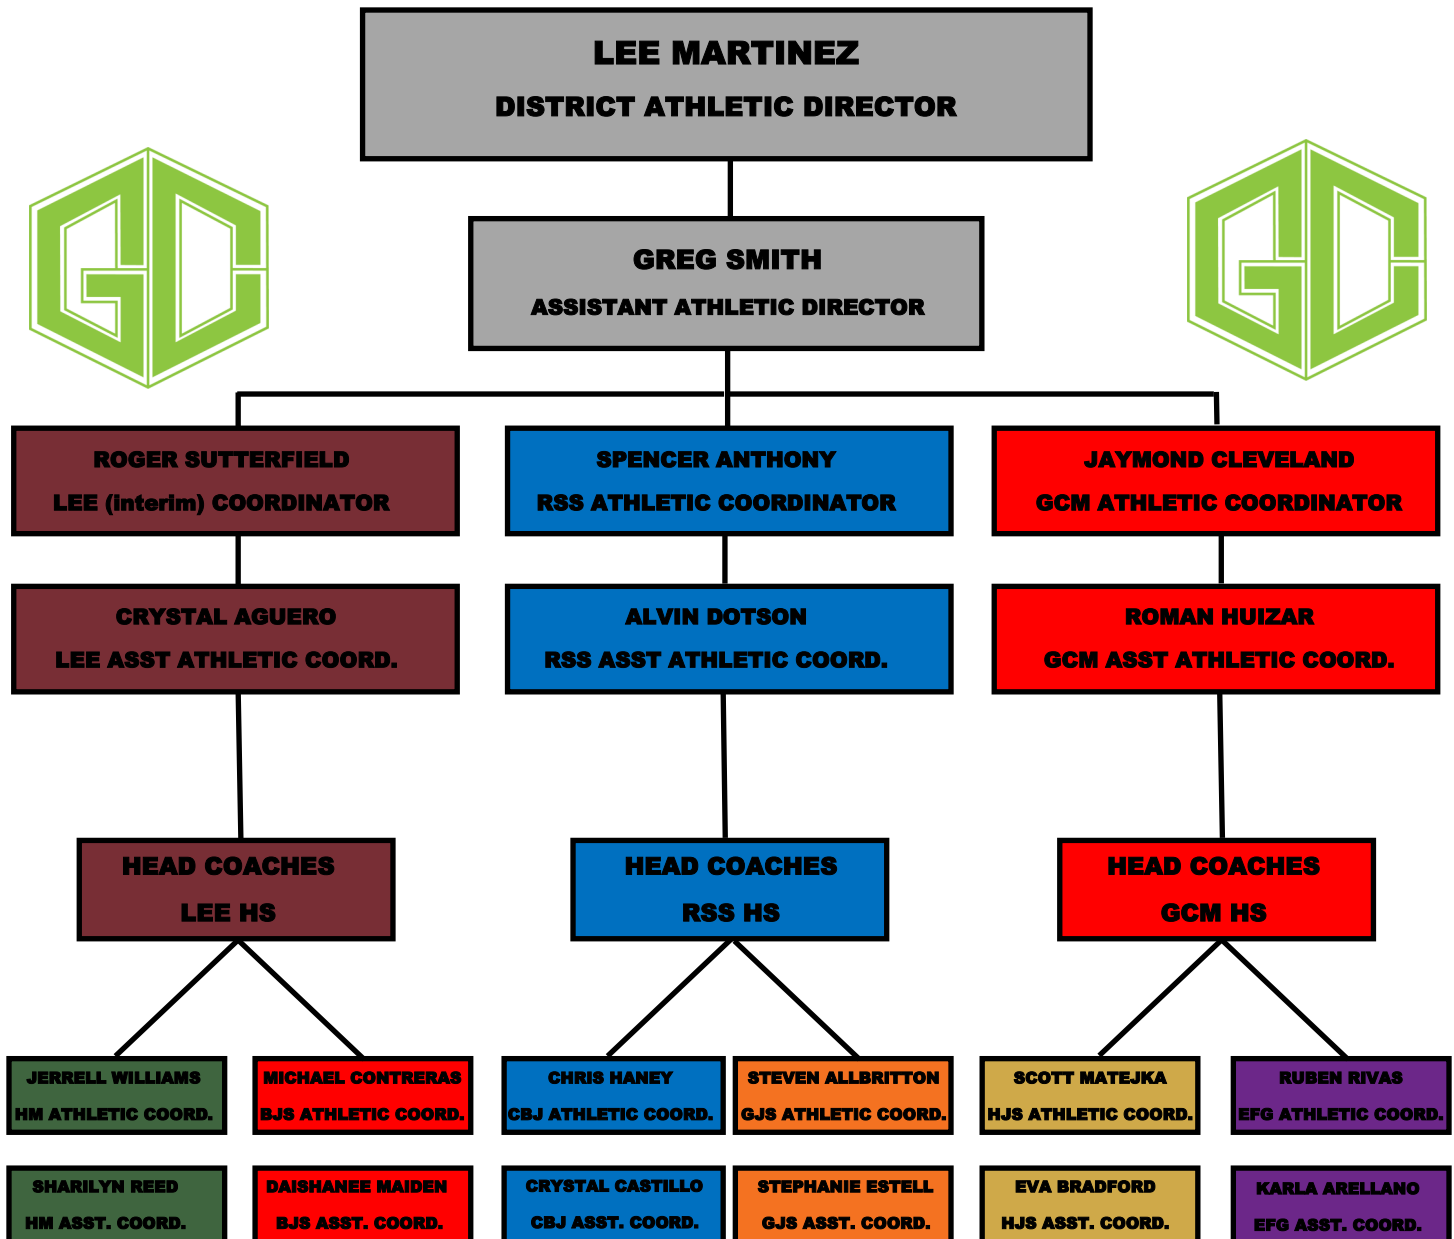 LEE MARTINEZ
DISTRICT ATHLETIC DIRECTOR
GC
GC
GREG SMITH
ASSISTANT ATHLETIC DIRECTOR
ROGER SUTTERFIELD
LEE (interim) COORDINATOR
SPENCER ANTHONY
RSS ATHLETIC COORDINATOR
JAYMOND CLEVELAND
GCM ATHLETIC COORDINATOR
CRYSTAL AGUERO
LEE ASST ATHLETIC COORD.
ALVIN DOTSON
RSS ASST ATHLETIC COORD.
ROMAN HUIZAR
GCM ASST ATHLETIC COORD.
HEAD COACHES
LEE HS
HEAD COACHES
RSS HS
HEAD COACHES
GCM HS
JERRELL WILLIAMS
HM ATHLETIC COORD.
MICHAEL CONTRERAS
BJS ATHLETIC COORD.
CHRIS HANEY
CBJ ATHLETIC COORD.
STEVEN ALLBRITTON
GJS ATHLETIC COORD.
SCOTT MATEJKA
HJS ATHLETIC COORD.
RUBEN RIVAS
EFG ATHLETIC COORD.
SHARILYN REED
HM ASST. COORD.
DAISHANEE MAIDEN
BJS ASST. COORD.
CRYSTAL CASTILLO
CBJ ASST. COORD.
STEPHANIE ESTELL
GJS ASST. COORD.
EVA BRADFORD
HJS ASST. COORD.
KARLA ARELLANO
EFG ASST. COORD.